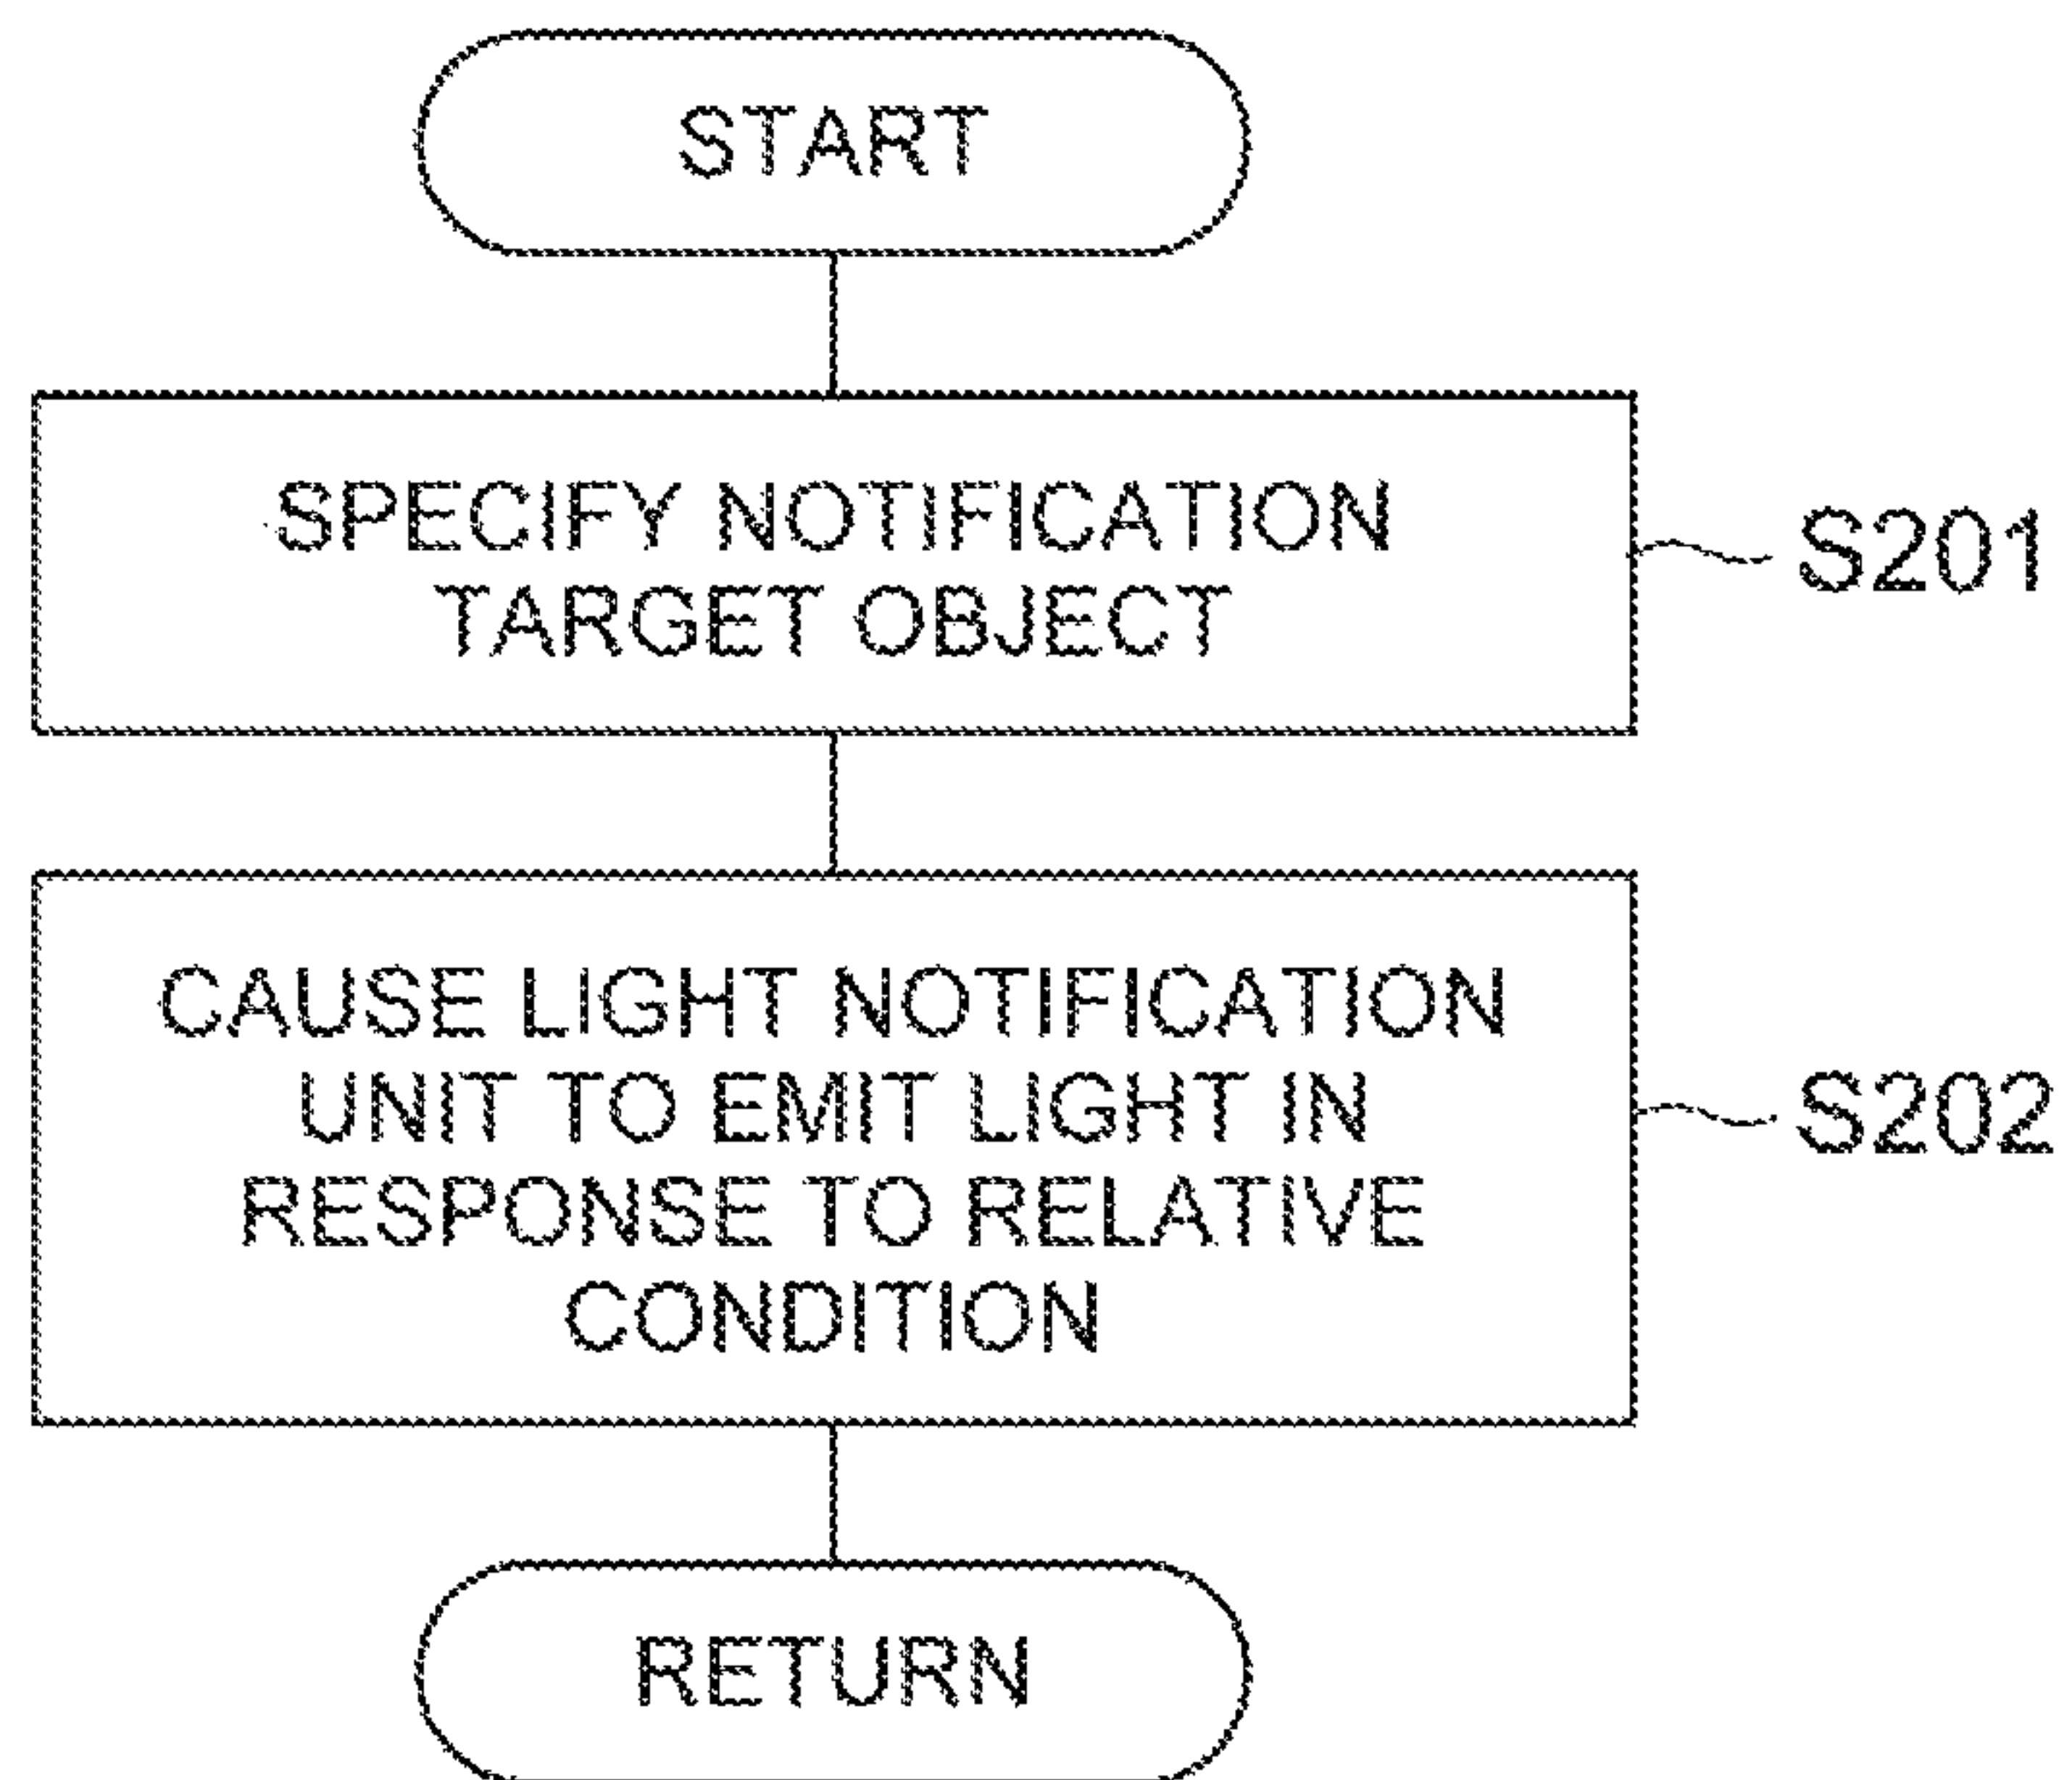 START
SPECIFY NOTIFICATION
TARGET OBJECT
S201
CAUSE LIGHT NOTIFICATION
UNIT TO EMIT LIGHT IN
RESPONSE TO RELATIVE
CONDITION
S202
RETURN